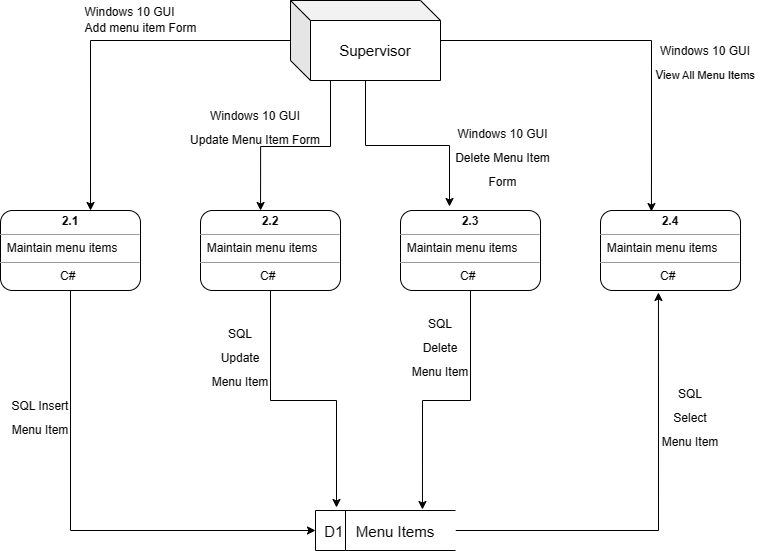 Windows 10 GUI
Add menu item Form
Supervisor
Windows 10 GUI
View All Menu Items
Windows 10 GUI
Update Menu Item Form
Windows 10 GUI
Delete Menu Item
Form
2.1
Maintain menu items
C#
2.2
Maintain menu items
C#
2.3
Maintain menu items
C#
2.4
Maintain menu items
C#
SQL Insert
Menu Item
SQL
Update
Menu Item
SQL
Delete
Menu Item
SQL
Select
Menu Item
D1 Menu Items